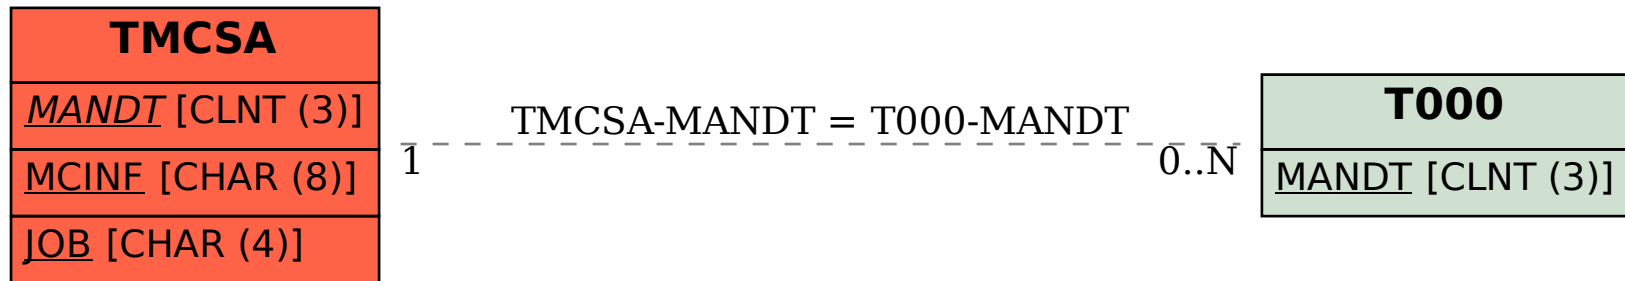 TMCSA
MANDT [CLNT (3)]
MCINF [CHAR (8)]
JOB [CHAR (4)]
TMCSA-MANDT = T000-MANDT
1
0..N
T000
MANDT [CLNT (3)]